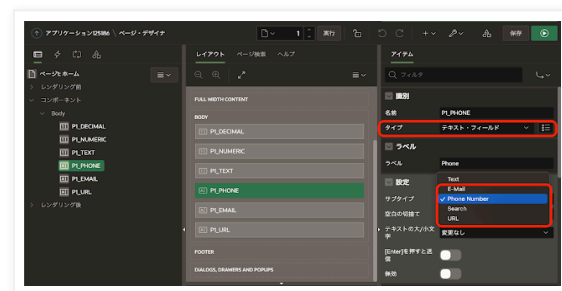 アプリケーション125186 \ ページ・デザイナ
1
実行
保存
レイアウト ページ検索 ヘルプ
アイテム
フィルタ
ページ1: ホーム
レンダリング前
コンポーネント
Body
P1_DECIMAL
P1_NUMERIC
P1_TEXT
P1_PHONE
P1_EMAIL
P1_URL
レンダリング後
FULL WIDTH CONTENT
BODY
P1_DECIMAL
P1_NUMERIC
P1_TEXT
P1_PHONE
P1_EMAIL
P1_URL
FOOTER
DIALOGS, DRAWERS AND POPUPS
識別
名前 P1_PHONE
タイプ テキスト・フィールド
ラベル
ラベル Phone
設定
Text
E-Mail
サブタイプ Phone Number
Search
空白の切捨て
URL
テキストの大/小文字 変更なし
[Enter]を押すと送信
無効